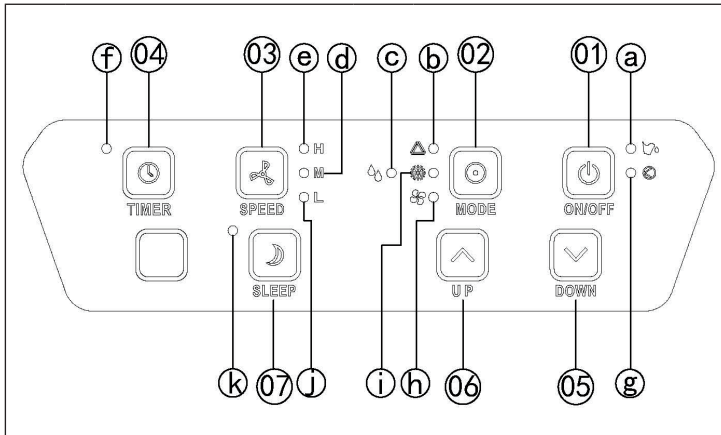 f 04 03 e d c b 02 01 a
H
M
L
TIMER SPEED MODE ON/OFF
SLEEP UP DOWN
k 07 j i h 06 05 g